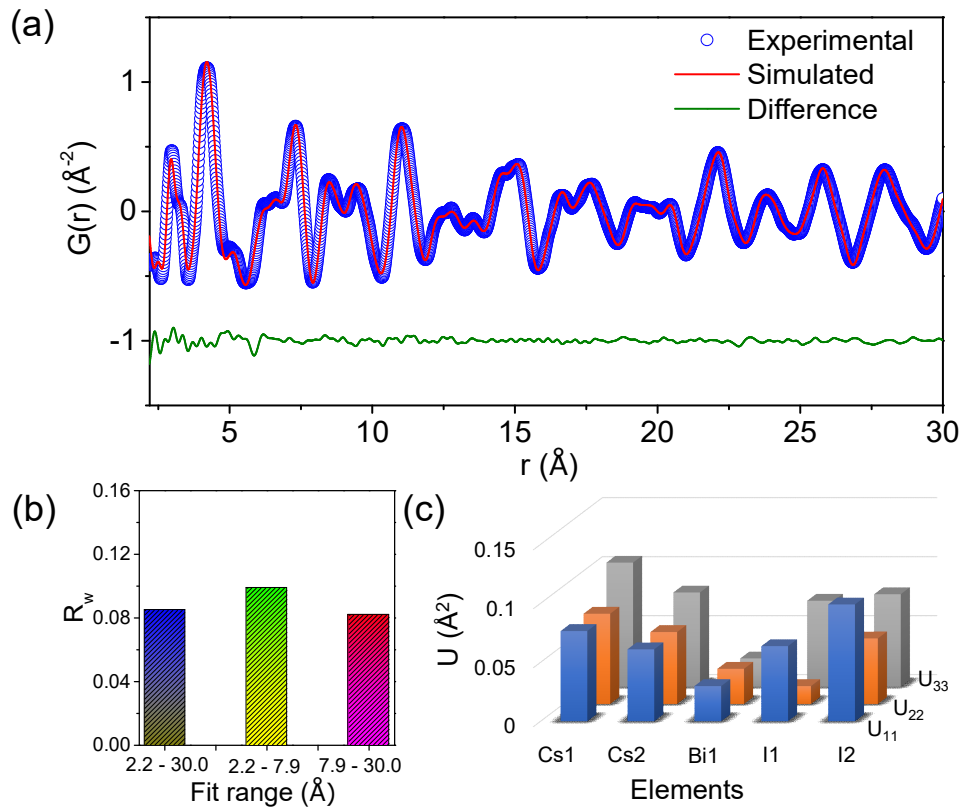 (a)
Experimental
Simulated
Difference
G(r) (Å⁻²)
1
0
-1
5
10
15
20
25
30
r (Å)
(b)
R_w
0.16
0.12
0.08
0.04
0.00
2.2 - 30.0
2.2 - 7.9
7.9 - 30.0
Fit range (Å)
(c)
U (Å²)
0.15
0.1
0.05
0
U₃₃
U₂₂
U₁₁
Cs1
Cs2
Bi1
I1
I2
Elements